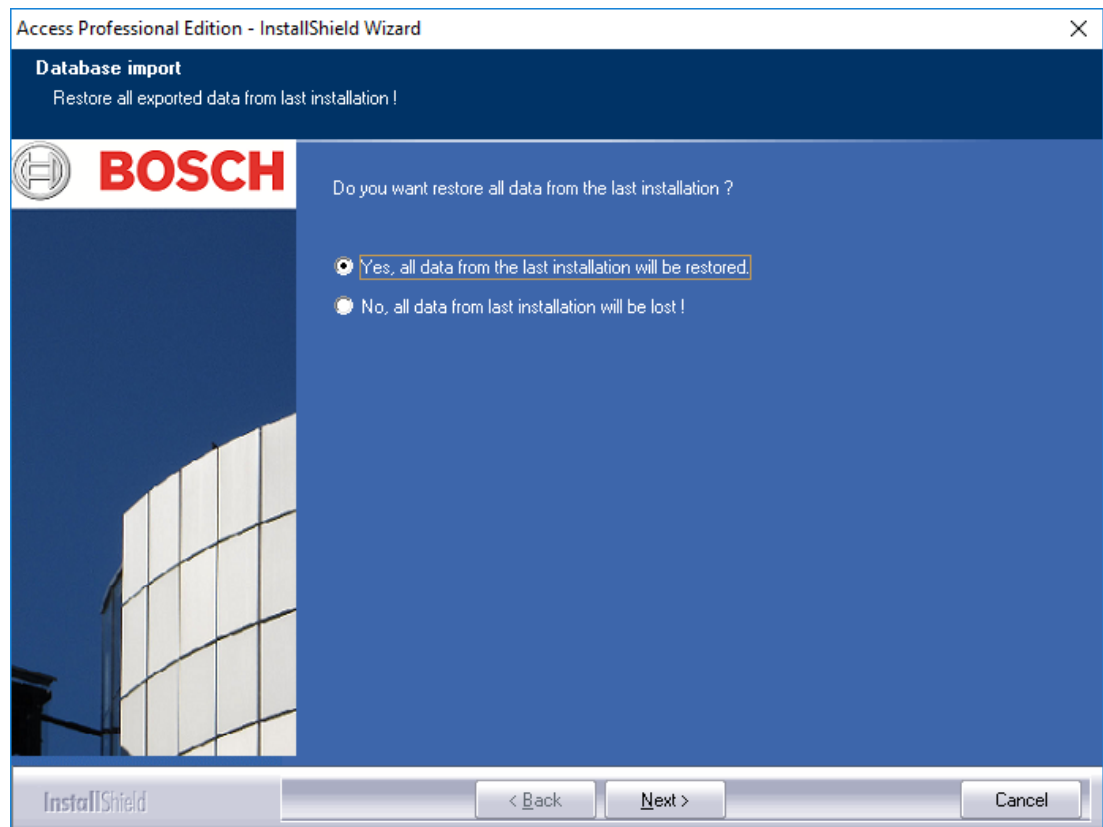 Access Professional Edition - InstallShield Wizard
Database import
Restore all exported data from last installation !
BOSCH
Do you want restore all data from the last installation ?
Yes, all data from the last installation will be restored.
No, all data from last installation will be lost !
InstallShield
< Back
Next >
Cancel